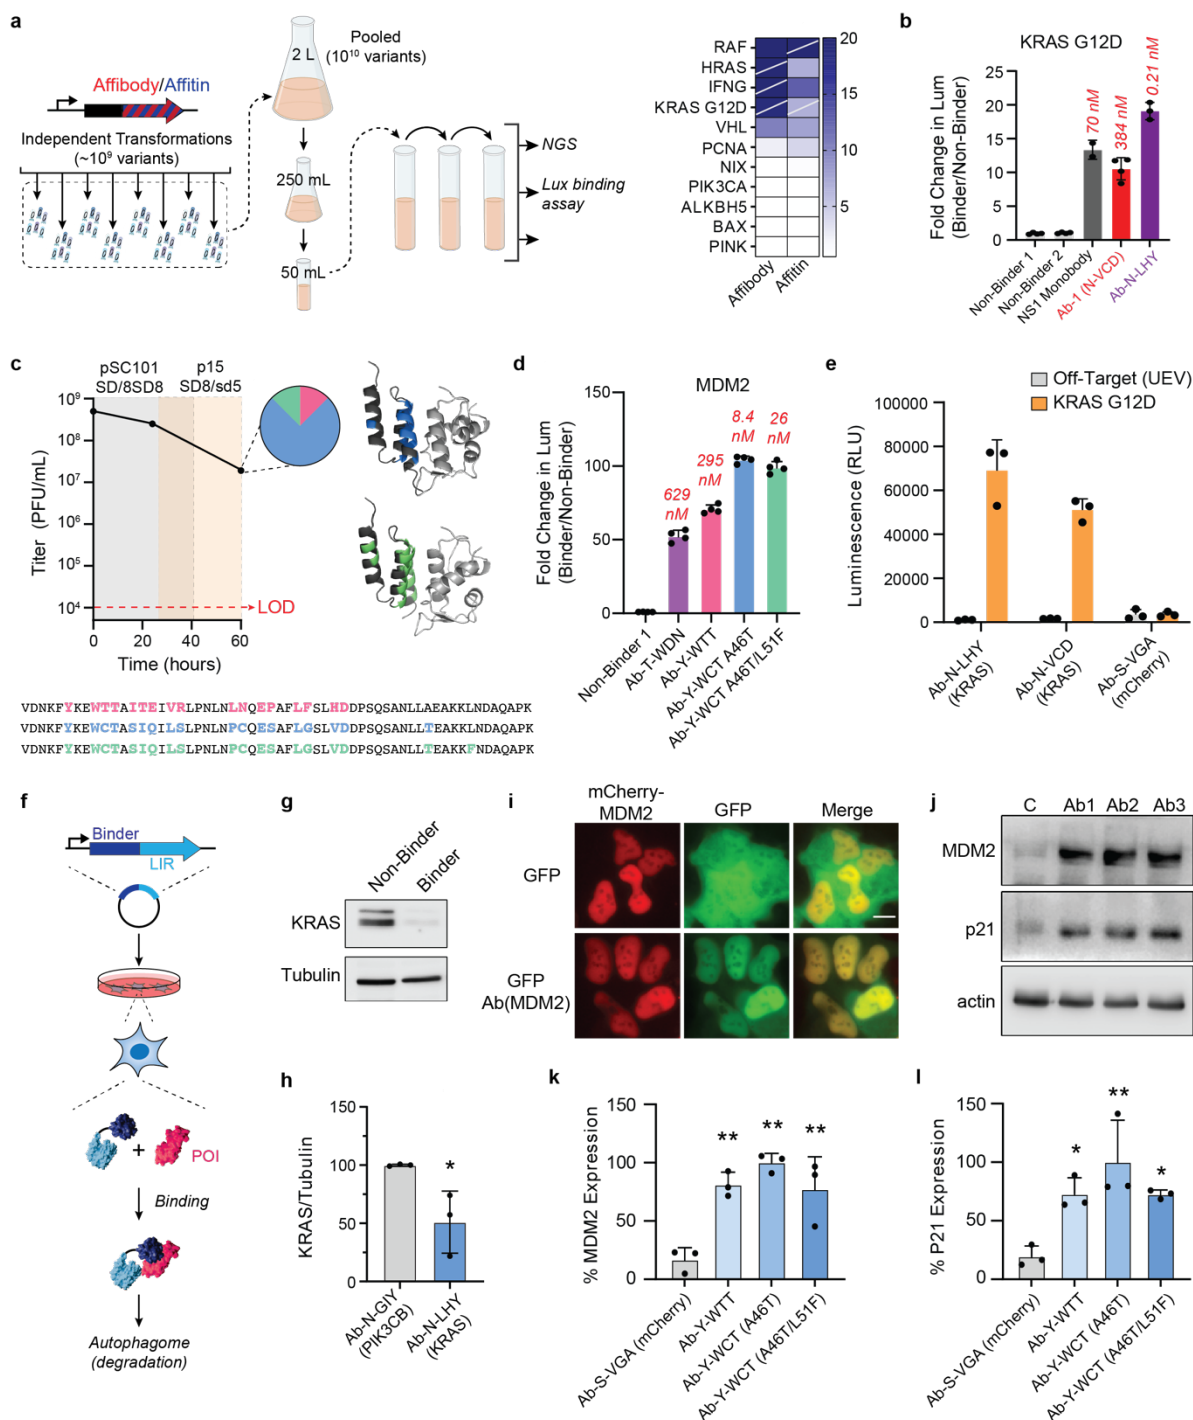 a
Affibody/Affitin
Independent Transformations
(~10⁹ variants)
Pooled
(10¹⁰ variants)
2 L
250 mL
50 mL
NGS
Lux binding
assay
RAF
HRAS
IFNG
KRAS G12D
VHL
PCNA
NIX
PIK3CA
ALKBH5
BAX
PINK
Affibody
Affitin
20
15
10
5
b
KRAS G12D
Fold Change in Lum
(Binder/Non-Binder)
25
20
15
10
5
0
70 nM
384 nM
0.21 nM
Non-Binder 1
Non-Binder 2
NS1 Monobody
Ab-1 (N-VCD)
Ab-N-LHY
c
pSC101
SD/8SD8
p15
SD8/sd5
Titer (PFU/mL)
10⁹
10⁸
10⁷
10⁶
10⁵
10⁴
LOD
0
20
40
60
Time (hours)
VDNKFYKEWTTAITEIVRLPNLNLNQEPAFLFSLHDDPSQSANLLAEAKKLNDAQAPK
VDNKFYKEWCTASIQILSLPNLNPCQESAFLGSLVDDPSQSANLLTEAKKLNDAQAPK
VDNKFYKEWCTASIQILSLPNLNPCQESAFLGSLVDDPSQSANLLTEAKKFNDAQAPK
d
MDM2
Fold Change in Lum
(Binder/Non-Binder)
150
100
50
0
629
nM
295
nM
8.4
nM
26
nM
Non-Binder 1
Ab-T-WDN
Ab-Y-WTT
Ab-Y-WCT A46T
Ab-Y-WCT A46T/L51F
e
Off-Target (UEV)
KRAS G12D
Luminescence (RLU)
100000
80000
60000
40000
20000
0
Ab-N-LHY
(KRAS)
Ab-N-VCD
(KRAS)
Ab-S-VGA
(mCherry)
f
Binder
LIR
+
POI
Binding
Autophagome
(degradation)
g
Non-Binder
Binder
KRAS
Tubulin
h
KRAS/Tubulin
150
100
50
0
*
Ab-N-GIY
(PIK3CB)
Ab-N-LHY
(KRAS)
i
mCherry-
MDM2
GFP
Merge
GFP
GFP
Ab(MDM2)
j
C
Ab1
Ab2
Ab3
MDM2
p21
actin
k
% MDM2 Expression
150
100
50
0
**
**
**
Ab-S-VGA (mCherry)
Ab-Y-WTT
Ab-Y-WCT (A46T)
Ab-Y-WCT (A46T/L51F)
l
% P21 Expression
150
100
50
0
*
**
*
Ab-S-VGA (mCherry)
Ab-Y-WTT
Ab-Y-WCT (A46T)
Ab-Y-WCT (A46T/L51F)